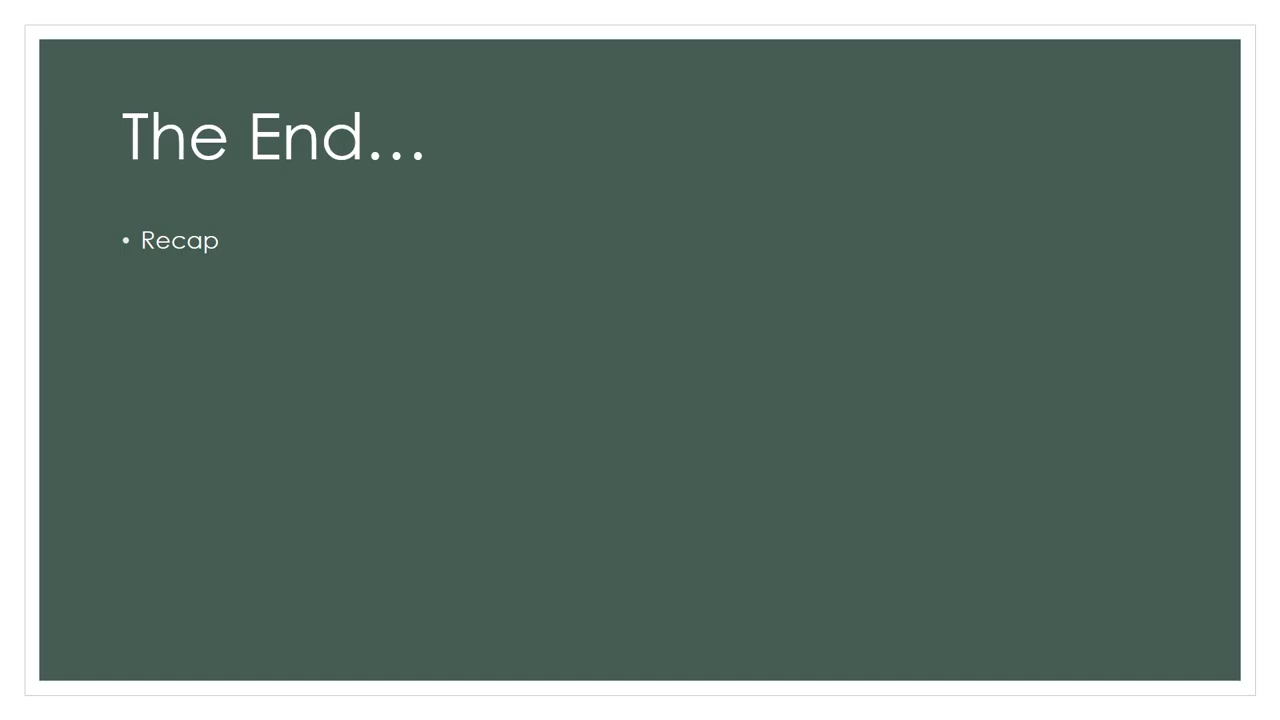 The End…
• Recap